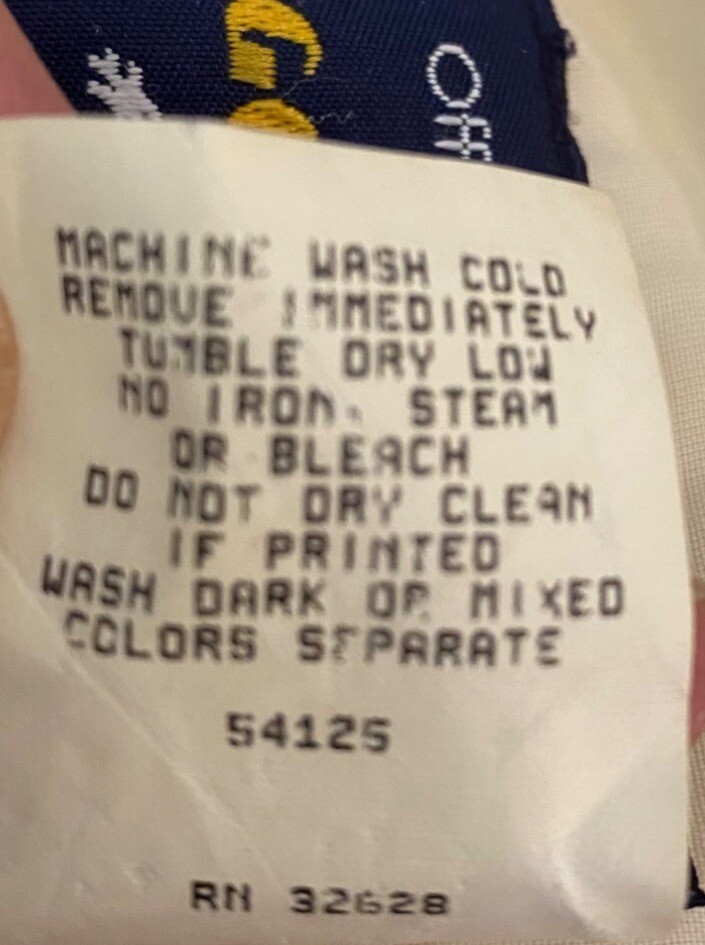 MACHINE WASH COLD
REMOVE IMMEDIATELY
TUMBLE DRY LOW
NO IRON, STEAM
OR BLEACH
DO NOT DRY CLEAN
IF PRINTED
WASH DARK OR MIXED
COLORS SEPARATE
54125
RN 32628